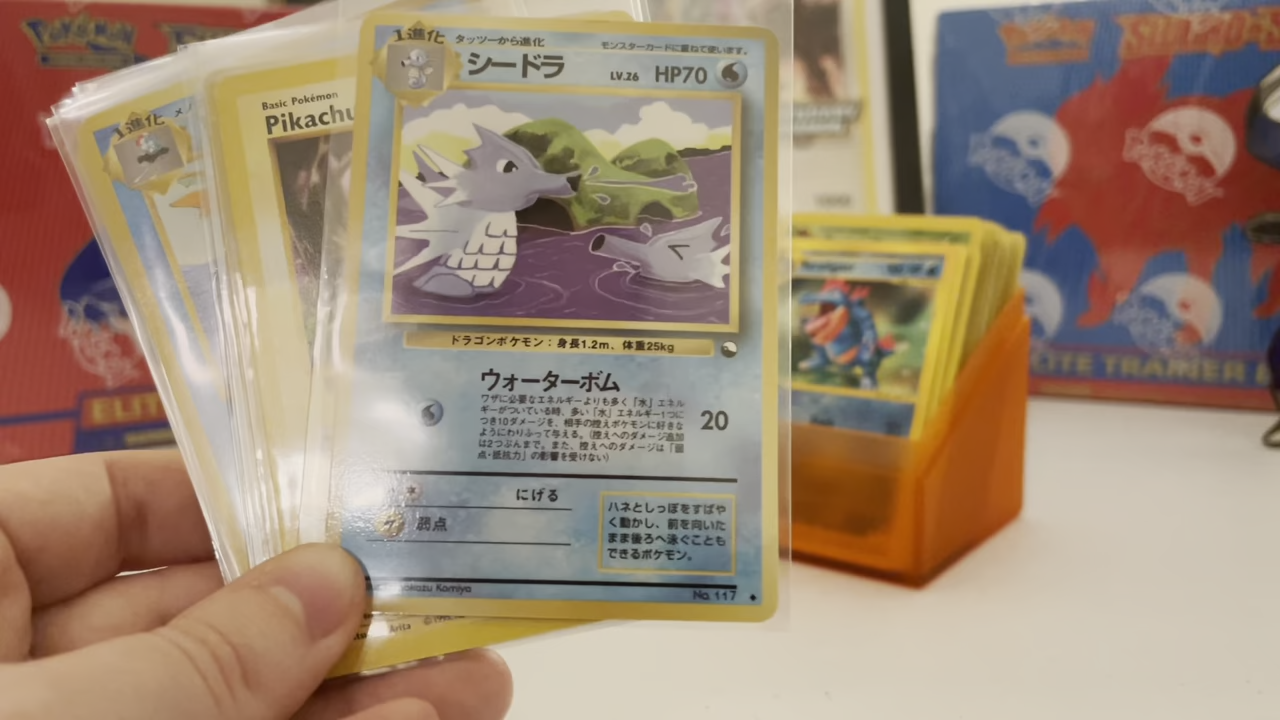 POKéMON
1進化
Basic Pokémon
Pikachu
1進化 タッツーから進化 モンスターカードに重ねて使います。
シードラ LV.26 HP70
ドラゴンポケモン:身長1.2m、体重25kg
ウォーターボム
ワザに必要なエネルギーよりも多く「水」エネル
ギーがついている時、多い「水」エネルギー1つに
つき10ダメージを、相手の控えポケモンに好きな
ようにわりふって与える。(控えへのダメージ追加
は2つぶんまで。また、控えへのダメージは「弱
点・抵抗力」の影響を受けない)
20
にげる
弱点
ハネとしっぽをすばや
く動かし、前を向いた
まま後ろへ泳ぐことも
できるポケモン。
Komiya
No.117
Arita
ELITE TRAINER